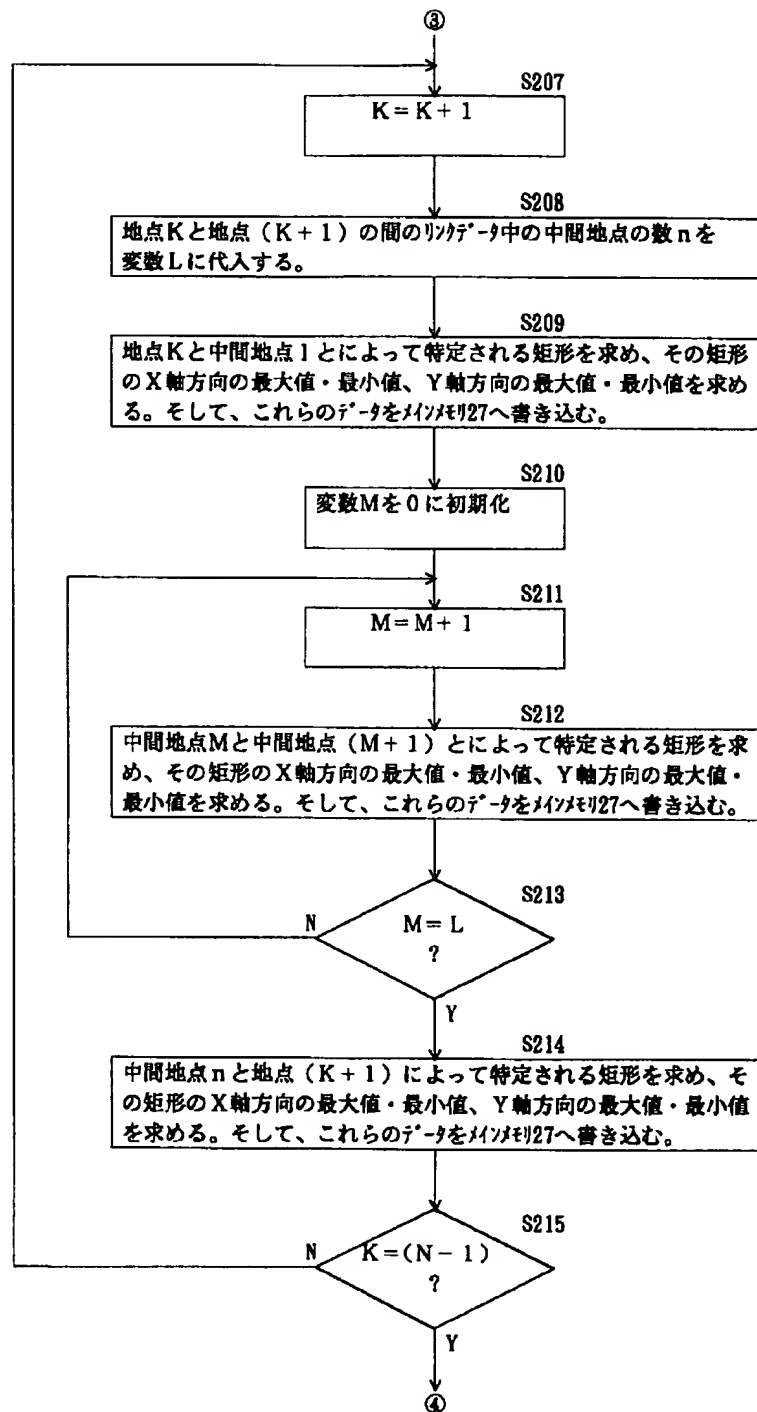 ③
S207
K=K+1
S208
地点Kと地点(K+1)の間のリンクデータ中の中間地点の数nを
変数Lに代入する。
S209
地点Kと中間地点1とによって特定される矩形を求め、その矩形
のX軸方向の最大値・最小値、Y軸方向の最大値・最小値を求め
る。そして、これらのデータをメインメモリ27へ書き込む。
S210
変数Mを0に初期化
S211
M=M+1
S212
中間地点Mと中間地点(M+1)とによって特定される矩形を求
め、その矩形のX軸方向の最大値・最小値、Y軸方向の最大値・
最小値を求める。そして、これらのデータをメインメモリ27へ書き込む。
S213
N
M=L
?
Y
S214
中間地点nと地点(K+1)によって特定される矩形を求め、そ
の矩形のX軸方向の最大値・最小値、Y軸方向の最大値・最小値
を求める。そして、これらのデータをメインメモリ27へ書き込む。
S215
N
K=(N-1)
?
Y
④